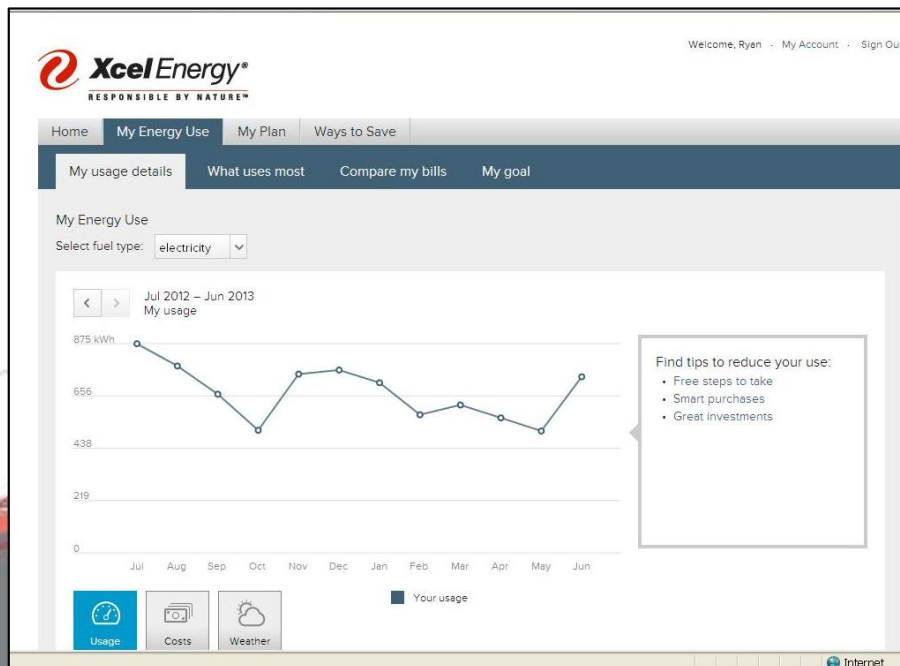 Welcome, Ryan · My Account · Sign Out
Xcel Energy®
RESPONSIBLE BY NATURE™
Home My Energy Use My Plan Ways to Save
My usage details What uses most Compare my bills My goal
My Energy Use
Select fuel type: electricity
Jul 2012 – Jun 2013
My usage
875 kWh
656
438
219
0
Jul Aug Sep Oct Nov Dec Jan Feb Mar Apr May Jun
Your usage
Find tips to reduce your use:
• Free steps to take
• Smart purchases
• Great investments
Usage Costs Weather
Internet